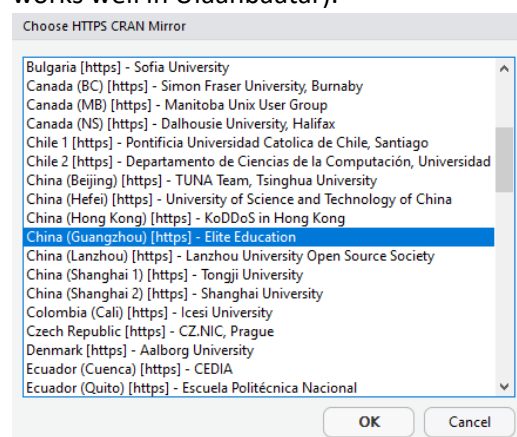 works well in Ulaanbaatar).
Choose HTTPS CRAN Mirror
Bulgaria [https] - Sofia University
Canada (BC) [https] - Simon Fraser University, Burnaby
Canada (MB) [https] - Manitoba Unix User Group
Canada (NS) [https] - Dalhousie University, Halifax
Chile 1 [https] - Pontificia Universidad Catolica de Chile, Santiago
Chile 2 [https] - Departamento de Ciencias de la Computación, Universidad
China (Beijing) [https] - TUNA Team, Tsinghua University
China (Hefei) [https] - University of Science and Technology of China
China (Hong Kong) [https] - KoDDoS in Hong Kong
China (Guangzhou) [https] - Elite Education
China (Lanzhou) [https] - Lanzhou University Open Source Society
China (Shanghai 1) [https] - Tongji University
China (Shanghai 2) [https] - Shanghai University
Colombia (Cali) [https] - Icesi University
Czech Republic [https] - CZ.NIC, Prague
Denmark [https] - Aalborg University
Ecuador (Cuenca) [https] - CEDIA
Ecuador (Quito) [https] - Escuela Politécnica Nacional
OK Cancel